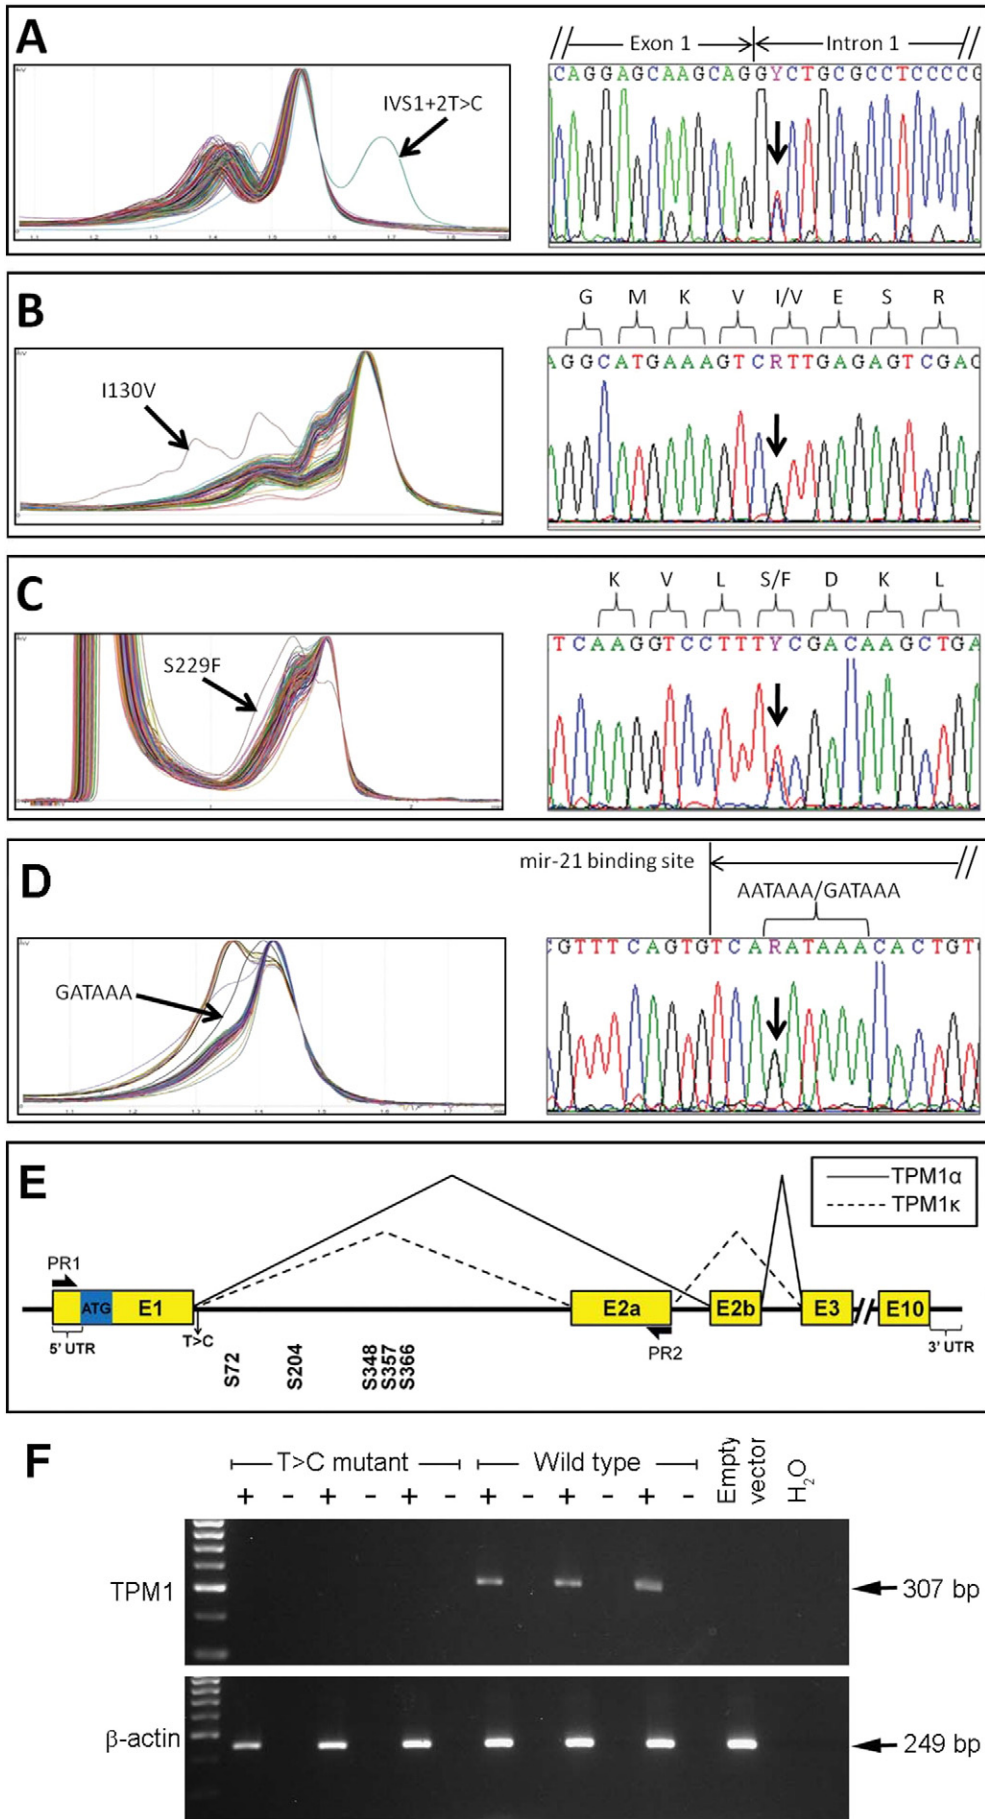 A
IVS1+2T>C
Exon 1
Intron 1
CAGGAGCAAGCAGGYCTGCGCCTCCCCG
B
I130V
G M K V I/V E S R
AGGCATGAAAGTCRTTGAGAGTCGAC
C
S229F
K V L S/F D K L
TCAAGGTCCTTTYCGACAAGCTGA
D
GATAAA
mir-21 binding site
AATAAA/GATAAA
GTTTCAGTGTCARATAAACACTGT
E
TPM1α
TPM1κ
PR1
ATG
E1
E2a
E2b
E3
E10
5' UTR
T>C
PR2
3' UTR
S72
S204
S348
S357
S366
F
T>C mutant
Wild type
Empty vector
H2O
+ - + - + - + - + - + -
TPM1
307 bp
β-actin
249 bp